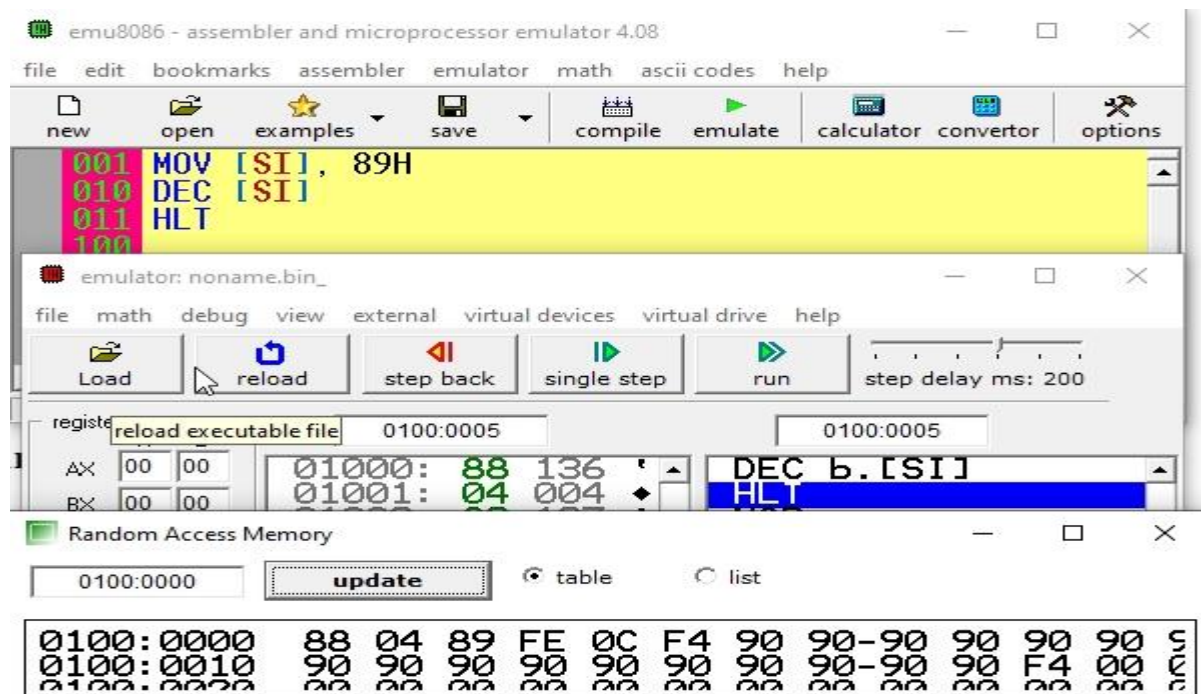 emu8086 - assembler and microprocessor emulator 4.08
file edit bookmarks assembler emulator math ascii codes help
new open examples save compile emulate calculator convertor options
001 MOV [SI], 89H
010 DEC [SI]
011 HLT
100
emulator: noname.bin_
file math debug view external virtual devices virtual drive help
Load reload step back single step run step delay ms: 200
registe reload executable file 0100:0005 0100:0005
AX 00 00 01000: 88 136 DEC b.[SI]
BX 00 00 01001: 04 004 ♦ HLT
Random Access Memory
0100:0000 update table list
0100:0000 88 04 89 FE 0C F4 90 90-90 90 90 90
0100:0010 90 90 90 90 90 90 90 90-90 90 F4 00